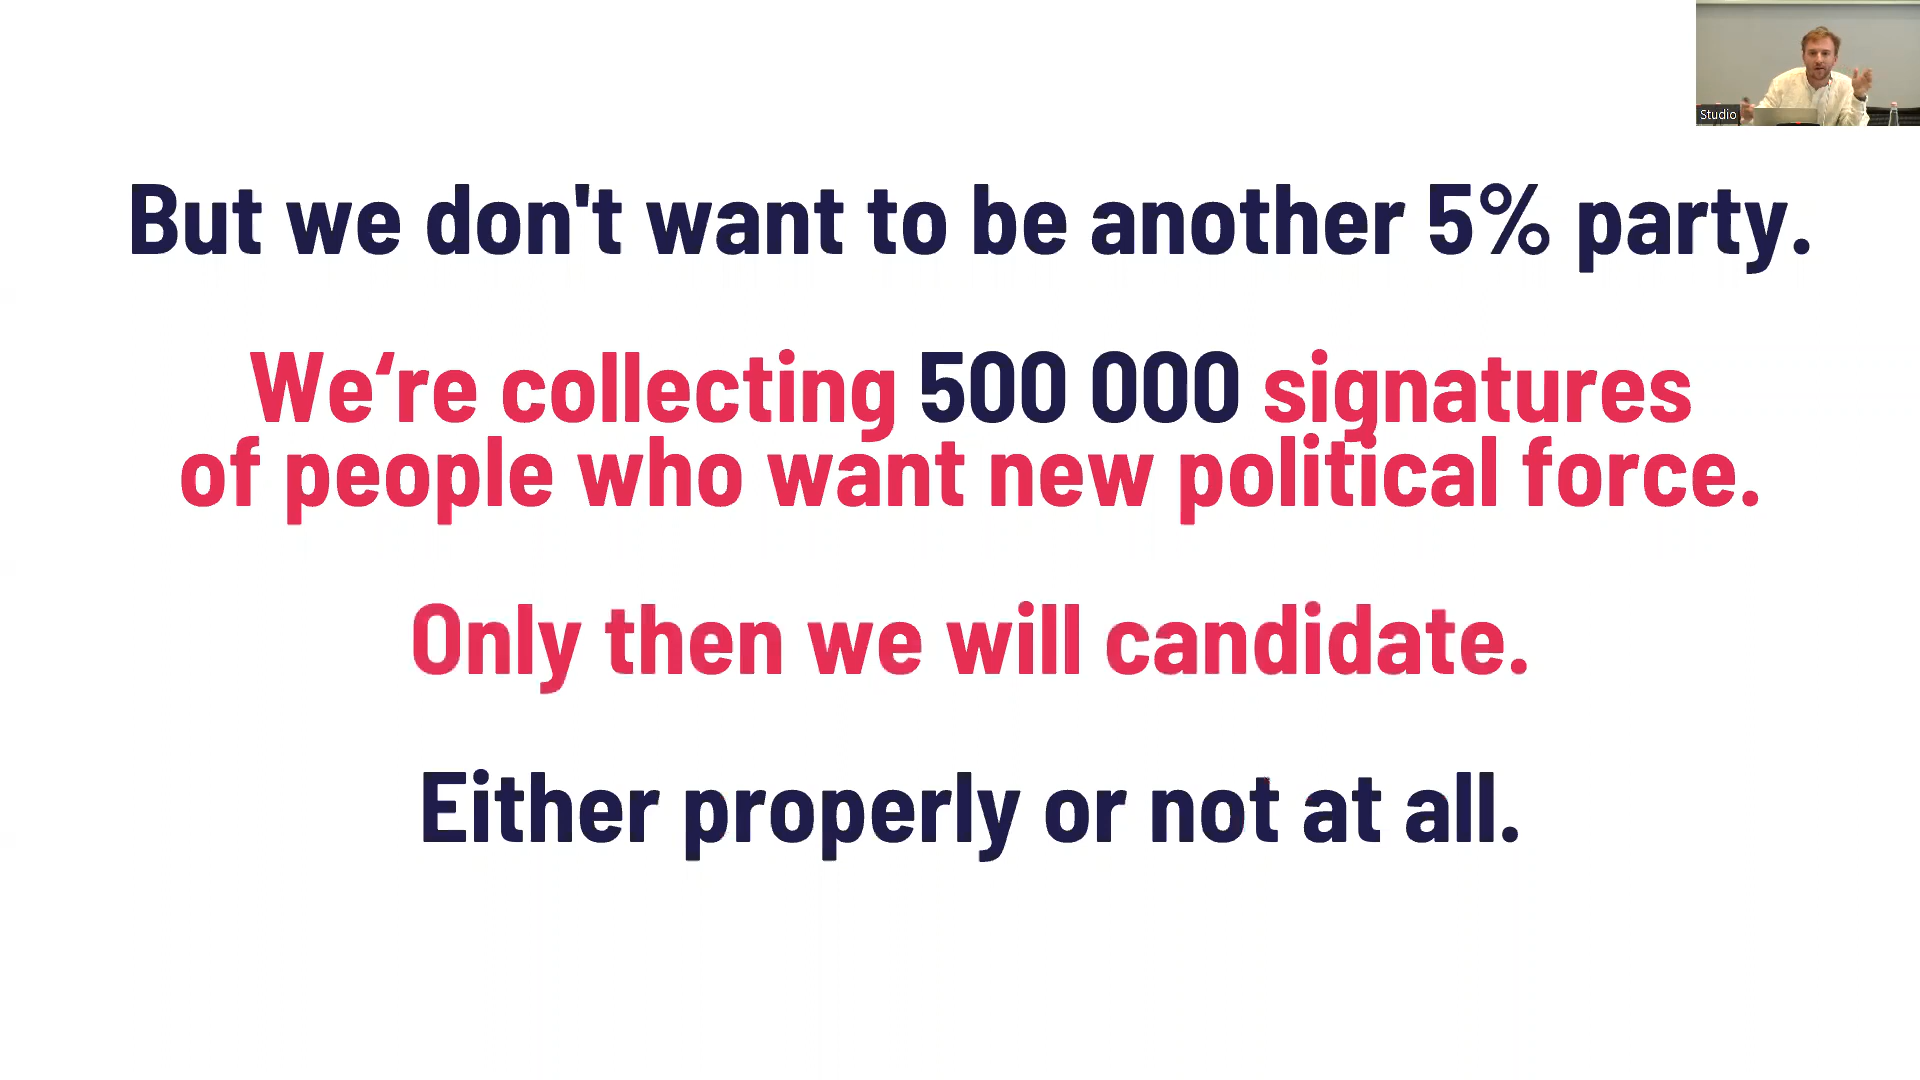 Studio
But we don't want to be another 5% party.
We‘re collecting 500 000 signatures
of people who want new political force.
Only then we will candidate.
Either properly or not at all.